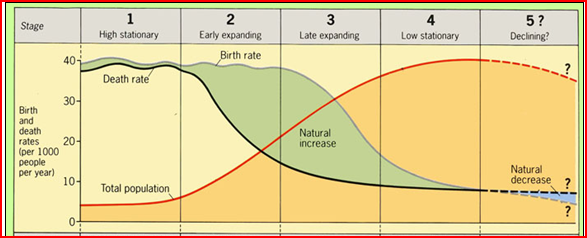 Stage
1
High stationary
2
Early expanding
3
Late expanding
4
Low stationary
5 ?
Declining?
Birth
and
death
rates
(per 1000
people
per year)
40
30
20
10
0
Birth rate
Death rate
Total population
Natural
increase
Natural
decrease
?
?
?